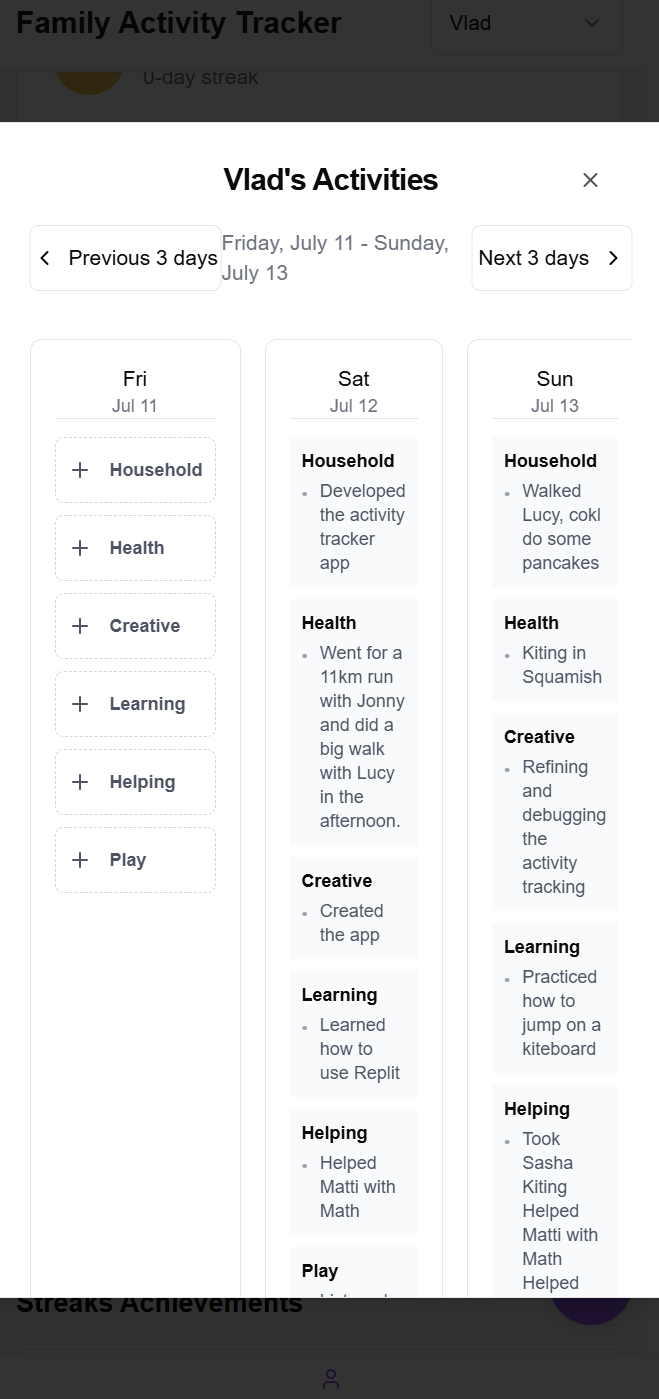 Family Activity Tracker
Vlad
0-day streak
Vlad's Activities
Previous 3 days
Friday, July 11 - Sunday,
July 13
Next 3 days
Fri
Jul 11
Household
Health
Creative
Learning
Helping
Play
Sat
Jul 12
Household
Developed
the activity
tracker
app
Health
Went for a
11km run
with Jonny
and did a
big walk
with Lucy
in the
afternoon.
Creative
Created
the app
Learning
Learned
how to
use Replit
Helping
Helped
Matti with
Math
Play
Sun
Jul 13
Household
Walked
Lucy, cokl
do some
pancakes
Health
Kiting in
Squamish
Creative
Refining
and
debugging
the
activity
tracking
Learning
Practiced
how to
jump on a
kiteboard
Helping
Took
Sasha
Kiting
Helped
Matti with
Math
Helped
Streaks Achievements